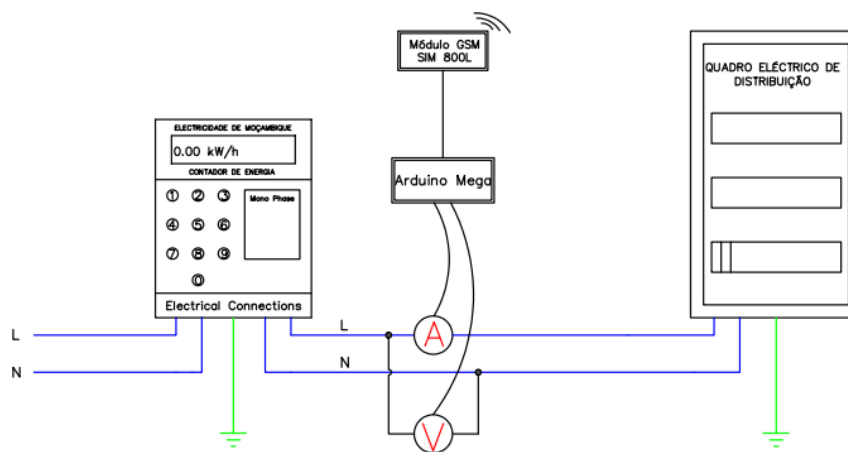 Módulo GSM
SIM 800L
QUADRO ELÉCTRICO DE
DISTRIBUIÇÃO
ELECTRICIDADE DE MOÇAMBIQUE
0.00 kW/h
CONTADOR DE ENERGIA
Arduino Mega
1 2 3
Mono Phase
4 5 6
7 8 9
0
Electrical Connections
L
L
A
N
N
V